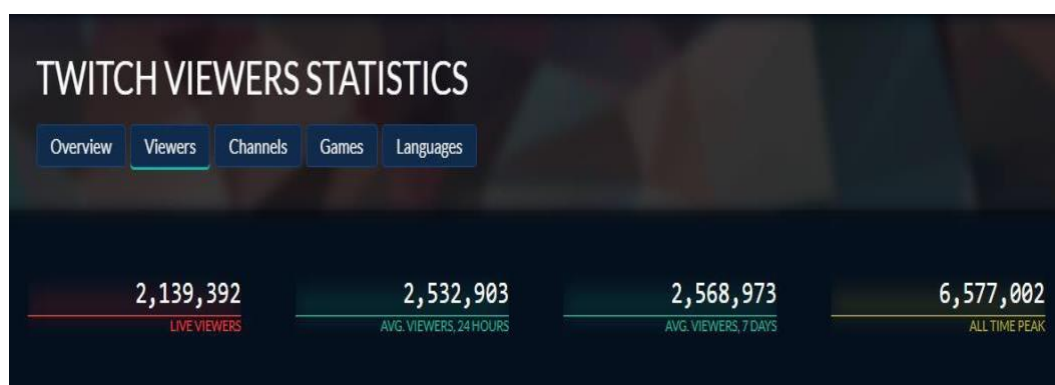 TWITCH VIEWERS STATISTICS
Overview Viewers Channels Games Languages
2,139,392 2,532,903 2,568,973 6,577,002
LIVE VIEWERS AVG. VIEWERS, 24 HOURS AVG. VIEWERS, 7 DAYS ALL TIME PEAK